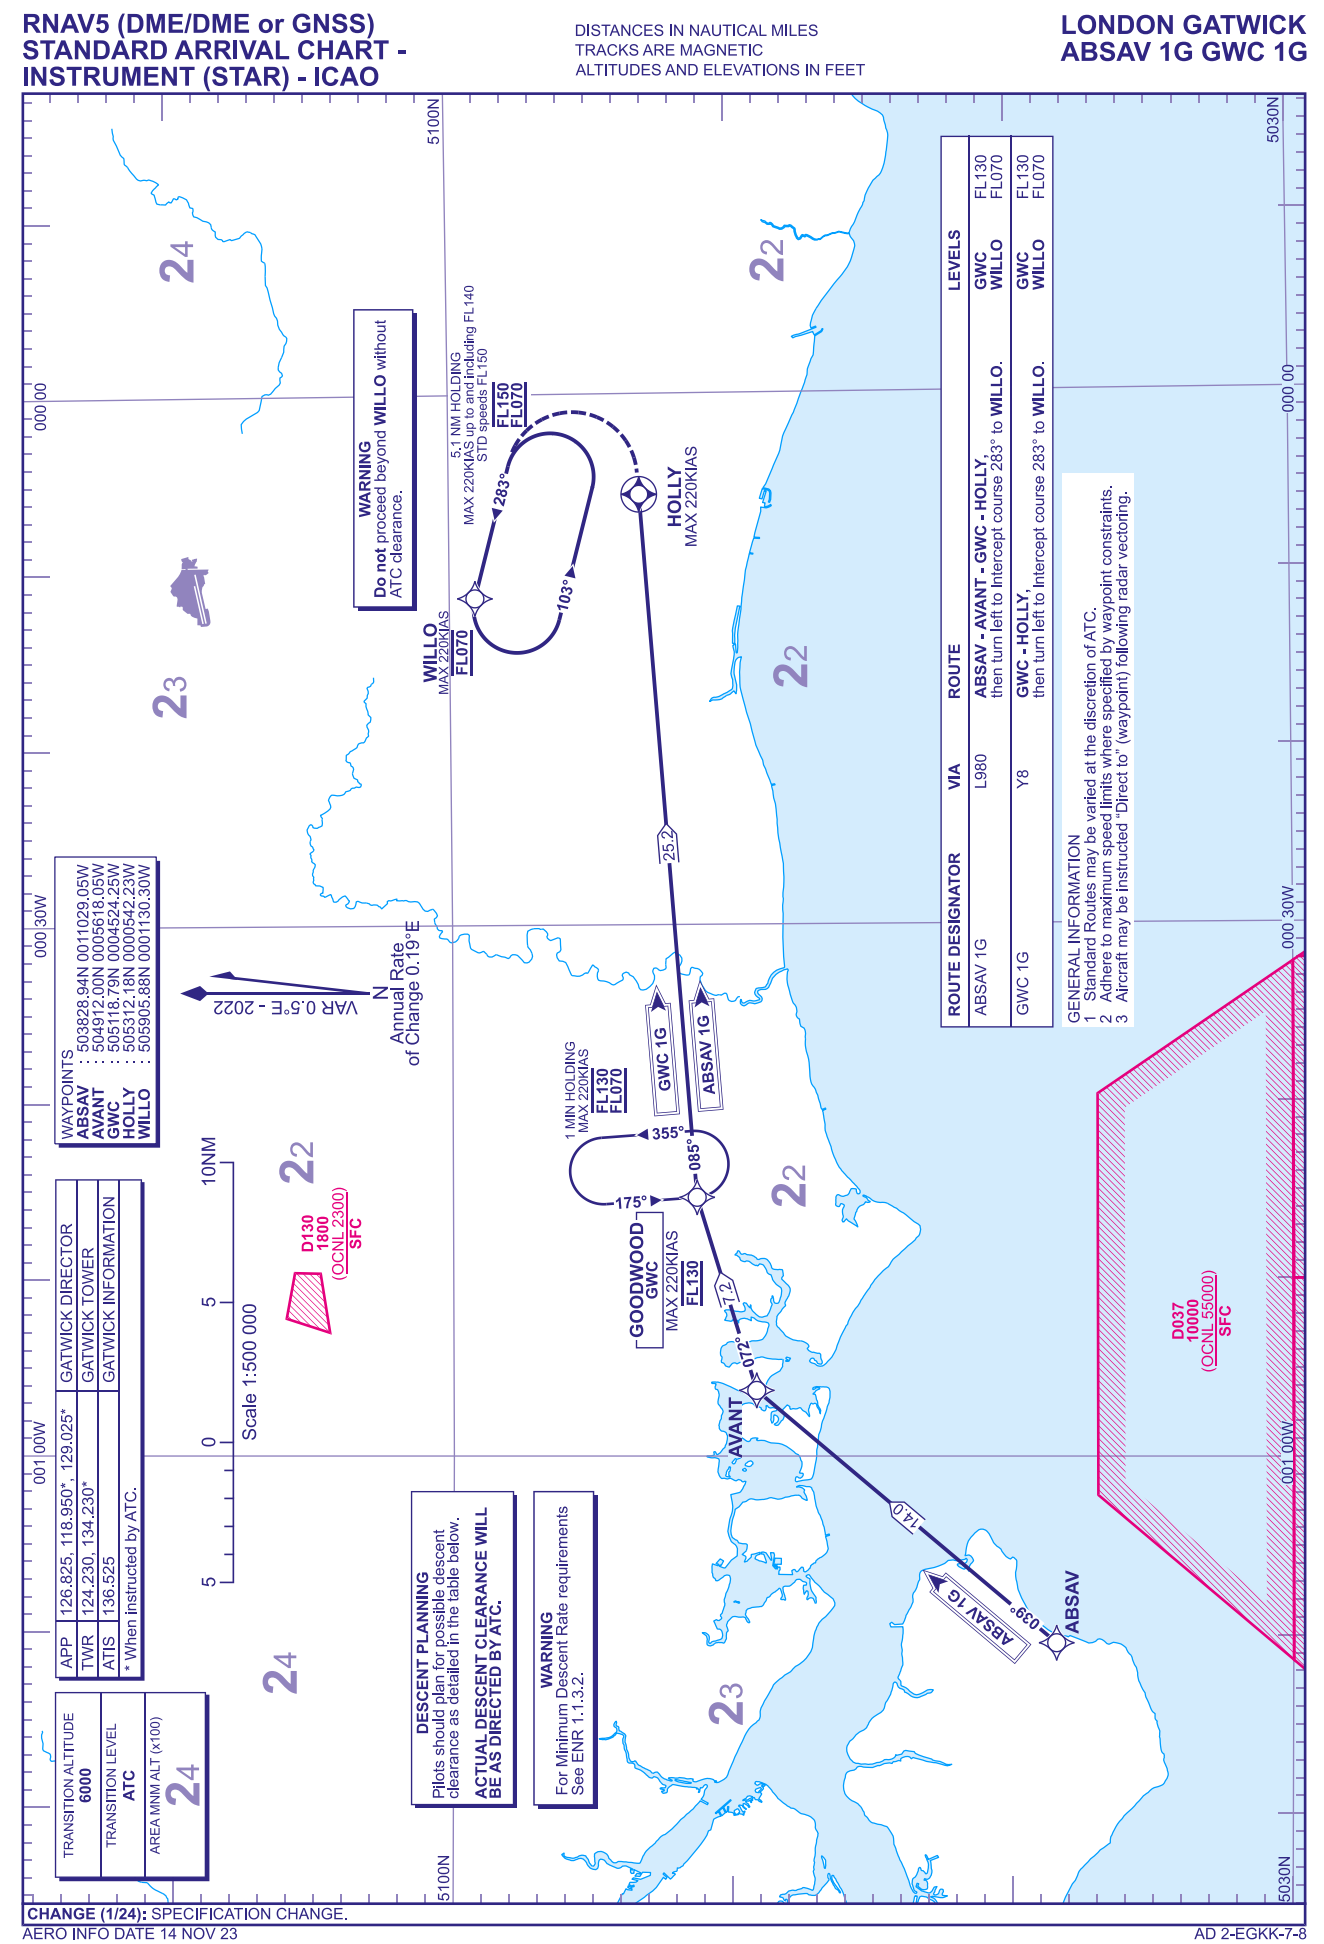 RNAV5 (DME/DME or GNSS)
STANDARD ARRIVAL CHART -
INSTRUMENT (STAR) - ICAO
DISTANCES IN NAUTICAL MILES
TRACKS ARE MAGNETIC
ALTITUDES AND ELEVATIONS IN FEET
LONDON GATWICK
ABSAV 1G GWC 1G
TRANSITION ALTITUDE
6000
TRANSITION LEVEL
ATC
AREA MNM ALT (x100)
24
APP 126.825, 118.950*, 129.025* GATWICK DIRECTOR
TWR 124.230, 134.230* GATWICK TOWER
ATIS 136.525 GATWICK INFORMATION
* When instructed by ATC.
WAYPOINTS
ABSAV : 503828.94N 0011029.05W
AVANT : 504912.00N 0005618.05W
GWC : 505118.79N 0004524.25W
HOLLY : 505312.18N 0000542.23W
WILLO : 505905.88N 0001130.30W
5 0 5 10NM
Scale 1:500 000
VAR 0.5°E - 2022
N
Annual Rate
of Change 0.19°E
D130
1800
(OCNL 2300)
SFC
22
23
24
24
WARNING
Do not proceed beyond WILLO without
ATC clearance.
5.1 NM HOLDING
MAX 220KIAS up to and including FL140
STD speeds FL150
FL150
FL070
283°
103°
WILLO
MAX 220KIAS
FL070
HOLLY
MAX 220KIAS
25.2
GWC 1G
ABSAV 1G
1 MIN HOLDING
MAX 220KIAS
FL130
FL070
355°
175°
085°
GOODWOOD
GWC
MAX 220KIAS
FL130
7.2
072°
AVANT
14.0
ABSAV 1G
039°
ABSAV
DESCENT PLANNING
Pilots should plan for possible descent
clearance as detailed in the table below.
ACTUAL DESCENT CLEARANCE WILL
BE AS DIRECTED BY ATC.
WARNING
For Minimum Descent Rate requirements
See ENR 1.1.3.2.
23
22
22
22
ROUTE DESIGNATOR VIA ROUTE LEVELS
ABSAV 1G L980 ABSAV - AVANT - GWC - HOLLY, GWC FL130
then turn left to Intercept course 283° to WILLO. WILLO FL070
GWC 1G Y8 GWC - HOLLY, GWC FL130
then turn left to Intercept course 283° to WILLO. WILLO FL070
GENERAL INFORMATION
1 Standard Routes may be varied at the discretion of ATC.
2 Adhere to maximum speed limits where specified by waypoint constraints.
3 Aircraft may be instructed "Direct to" (waypoint) following radar vectoring.
D037
10000
(OCNL 55000)
SFC
001 00W
000 30W
000 00
001 00W
000 30W
000 00
5100N
5100N
5030N
5030N
CHANGE (1/24): SPECIFICATION CHANGE.
AERO INFO DATE 14 NOV 23
AD 2-EGKK-7-8